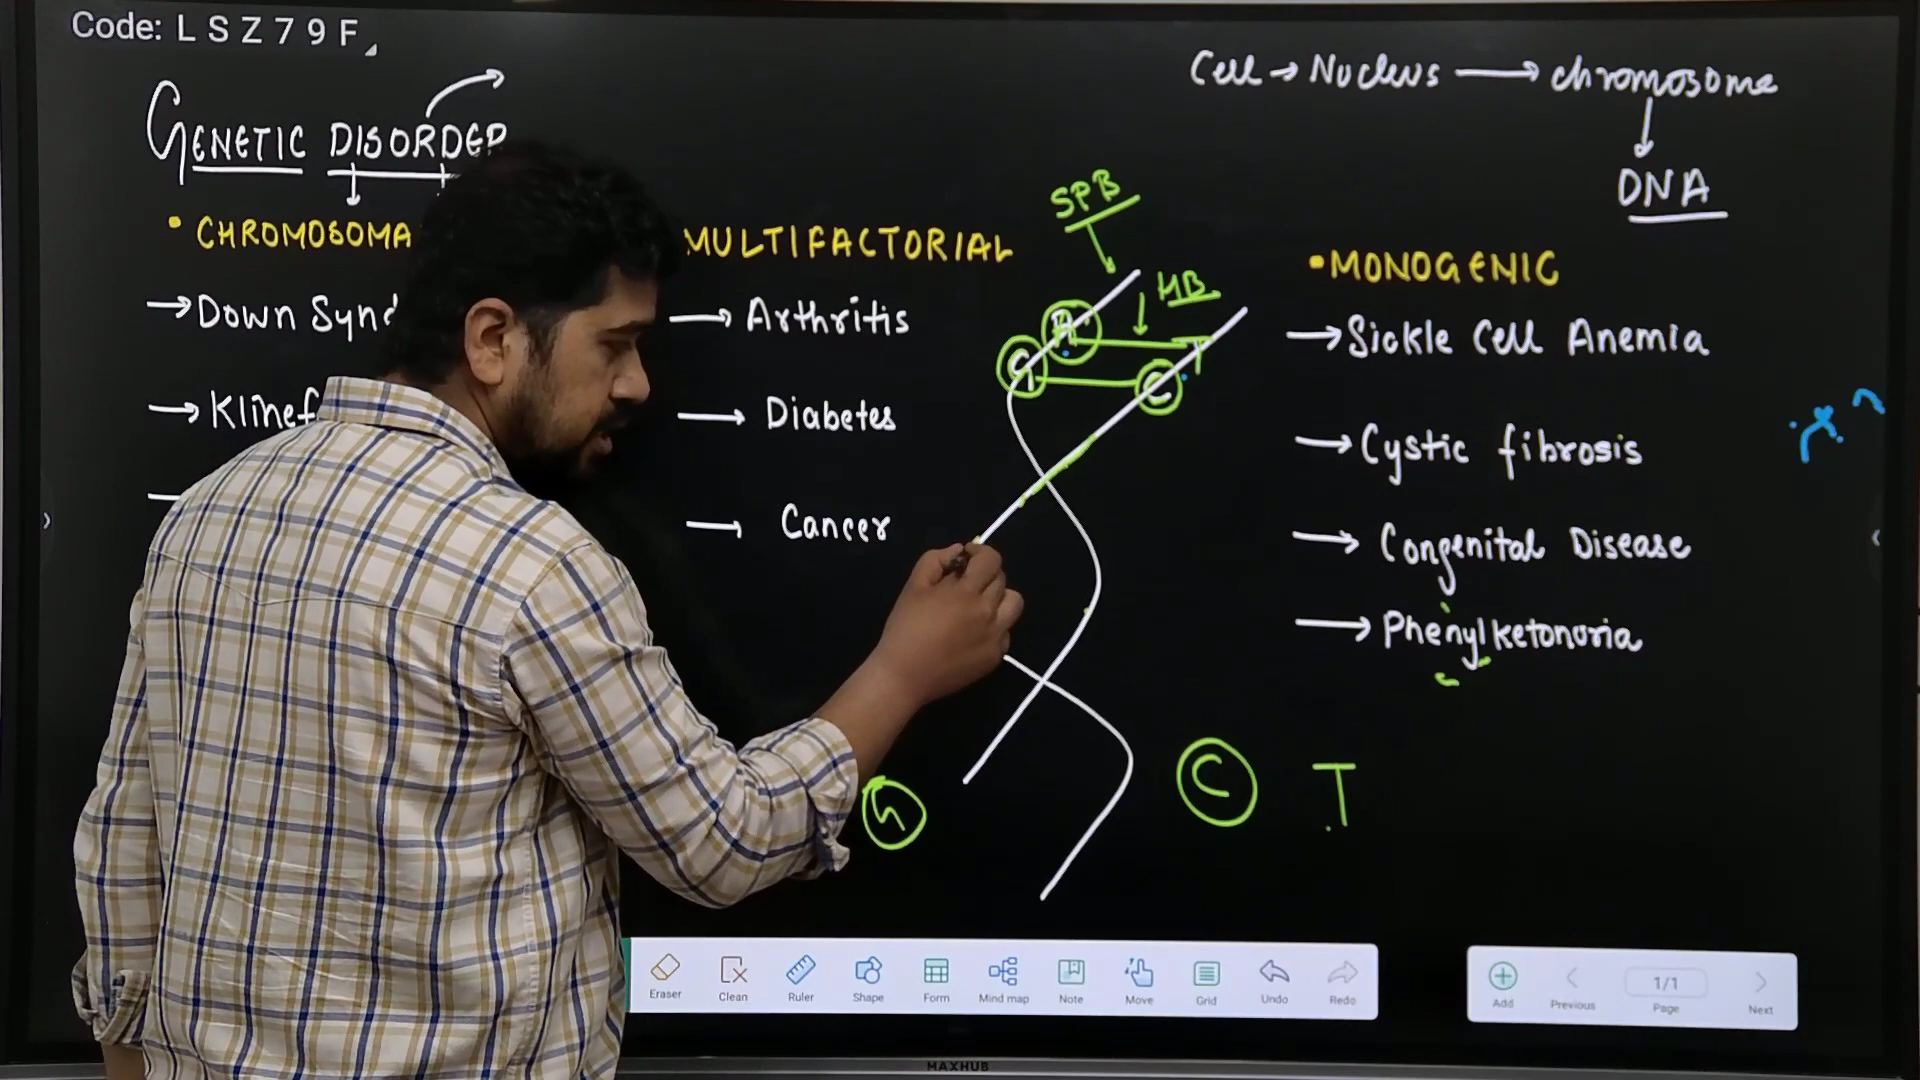 Code: LSZ79F
Cell → Nucleus → chromosome
DNA
GENETIC DISORDER
SPB
• CHROMOSOMA
MULTIFACTORIAL
• MONOGENIC
HB
→ Down Synd
→ Arthritis
A
T
→ Sickle Cell Anemia
G
C
→ Klinef
→ Diabetes
→ Cystic fibrosis
→ Cancer
→ Congenital Disease
→ Phenylketonuria
C T
Eraser Clean Ruler Shape Form Mind map Note Move Grid Undo Redo
1/1
Add Previous Page Next
MAXHUB